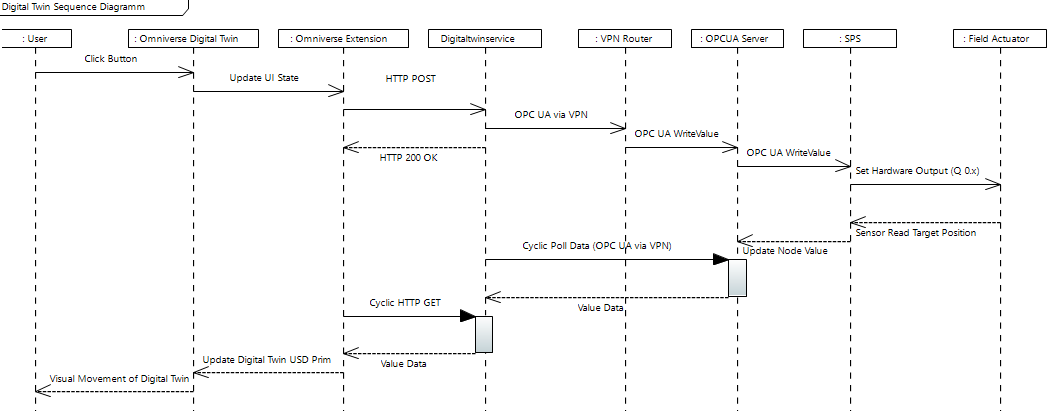 Digital Twin Sequence Diagramm
: User
: Omniverse Digital Twin
: Omniverse Extension
Digitaltwinservice
: VPN Router
: OPCUA Server
: SPS
: Field Actuator
Click Button
Update UI State
HTTP POST
OPC UA via VPN
OPC UA WriteValue
HTTP 200 OK
OPC UA WriteValue
Set Hardware Output (Q 0.x)
Sensor Read Target Position
Cyclic Poll Data (OPC UA via VPN)
Update Node Value
Value Data
Cyclic HTTP GET
Value Data
Update Digital Twin USD Prim
Visual Movement of Digital Twin